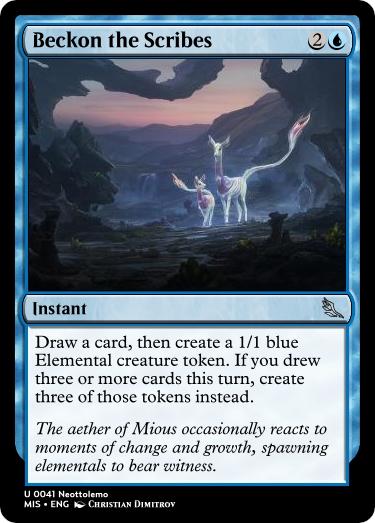 Beckon the Scribes 2
Instant
Draw a card, then create a 1/1 blue
Elemental creature token. If you drew
three or more cards this turn, create
three of those tokens instead.
The aether of Mious occasionally reacts to
moments of change and growth, spawning
elementals to bear witness.
U 0041 Neottolemo
MIS • ENG Christian Dimitrov